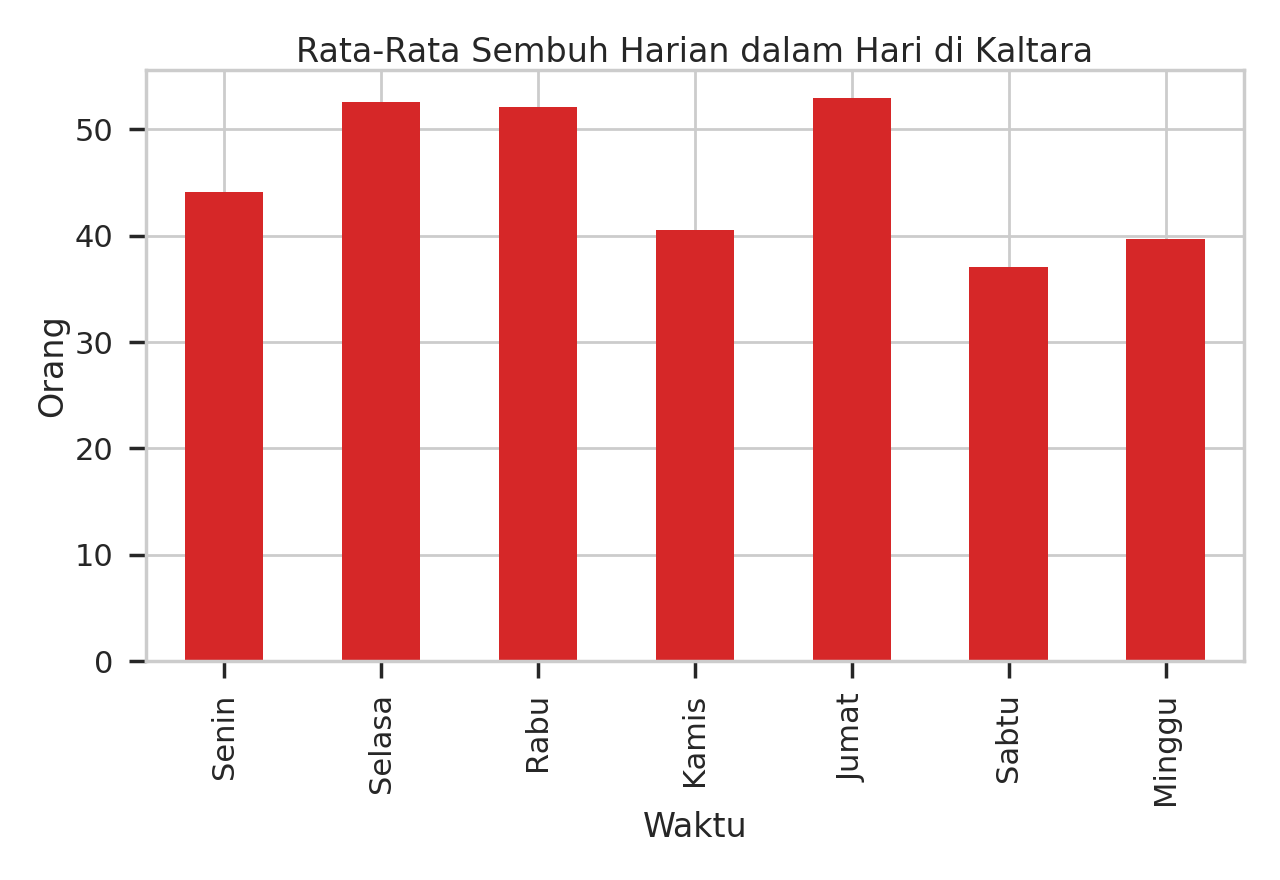 Rata-Rata Sembuh Harian dalam Hari di Kaltara
50
40
30
20
10
0
Orang
Senin
Selasa
Rabu
Kamis
Jumat
Sabtu
Minggu
Waktu